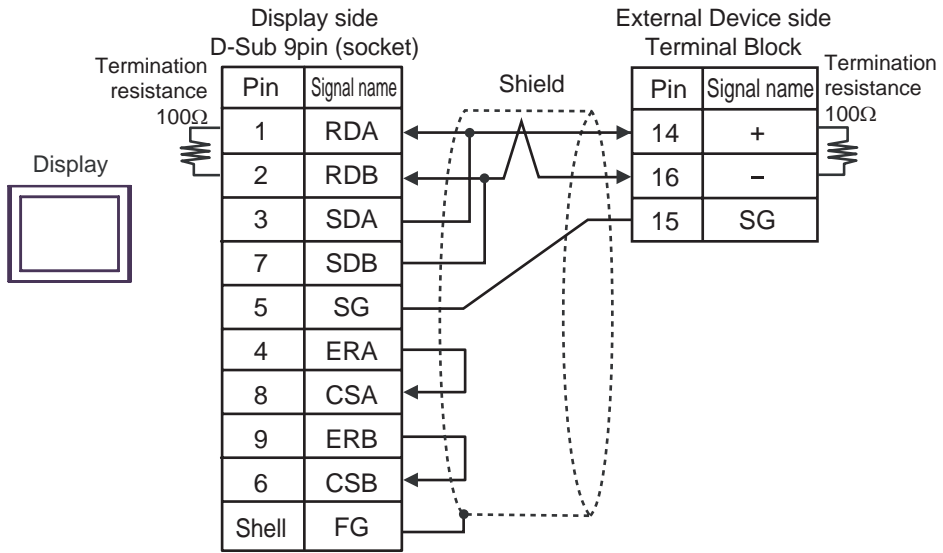 Display side
D-Sub 9pin (socket)
External Device side
Terminal Block
Termination
resistance
100Ω
Shield
Termination
resistance
100Ω
Display
Pin Signal name
1 RDA
2 RDB
3 SDA
7 SDB
5 SG
4 ERA
8 CSA
9 ERB
6 CSB
Shell FG
Pin Signal name
14 +
16 −
15 SG